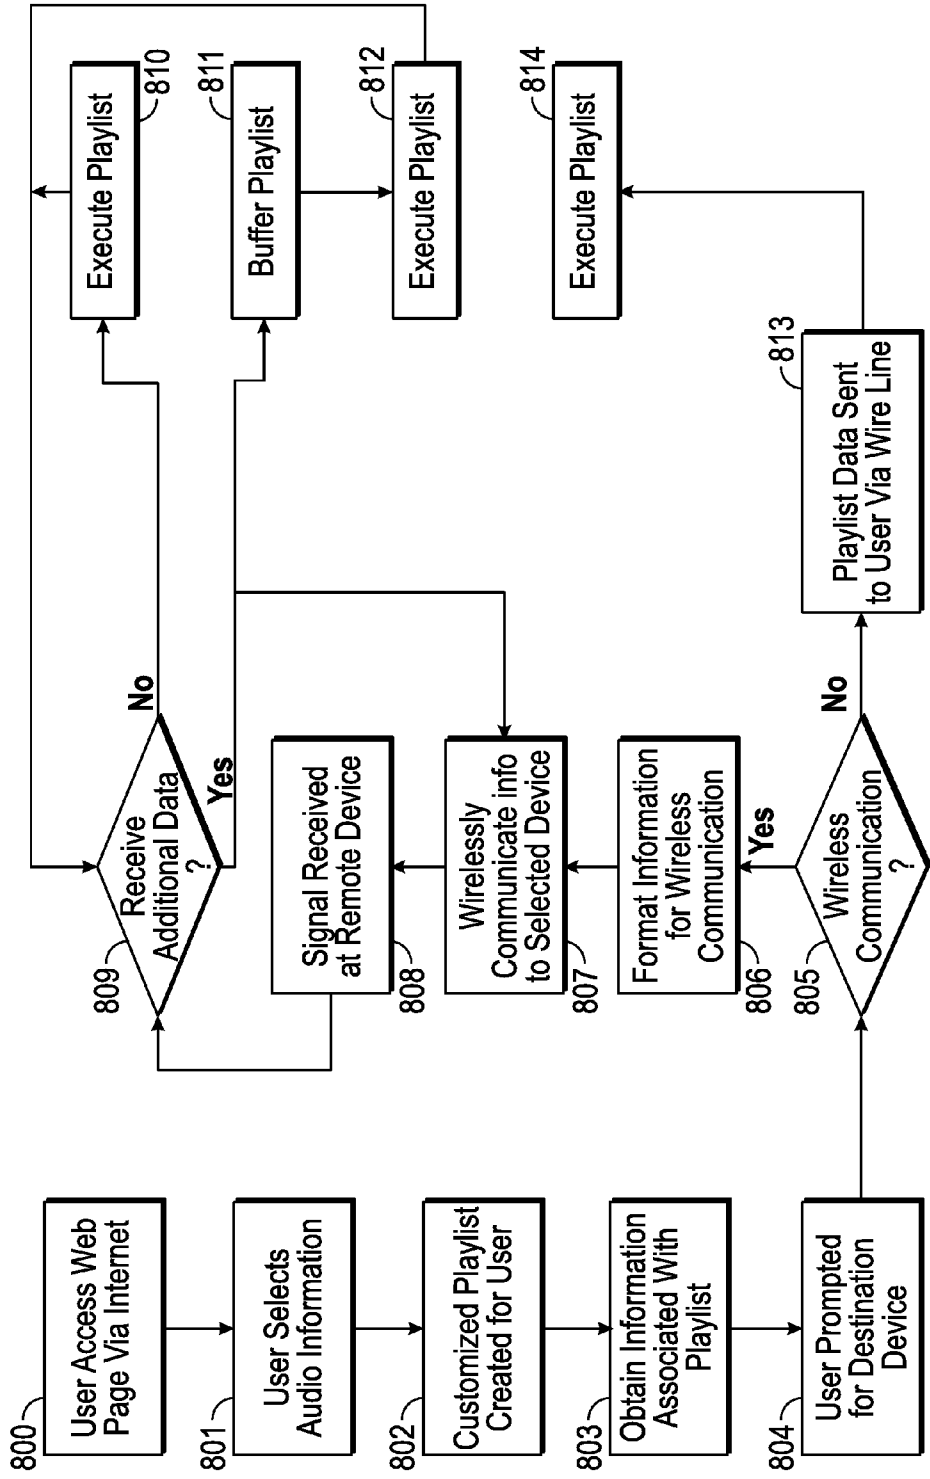 800
User Access Web
Page Via Internet
801
User Selects
Audio Information
802
Customized Playlist
Created for User
803
Obtain Information
Associated With
Playlist
804
User Prompted
for Destination
Device
805
Wireless
Communication
?
Yes
No
806
Format Information
for Wireless
Communication
807
Wirelessly
Communicate info
to Selected Device
808
Signal Received
at Remote Device
809
Receive
Additional Data
?
Yes
No
810
Execute Playlist
811
Buffer Playlist
812
Execute Playlist
813
Playlist Data Sent
to User Via Wire Line
814
Execute Playlist